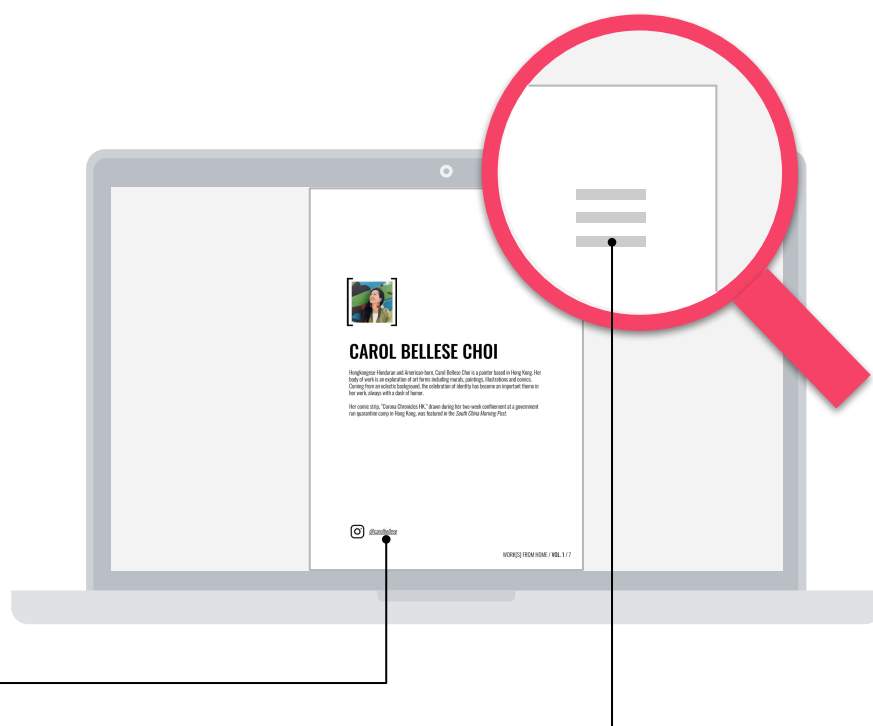 CAROL BELLESE CHOI
Hongkongese-Honduran and American-born, Carol Bellese Choi is a painter based in Hong Kong. Her
body of work is an exploration of art forms including murals, paintings, illustrations and comics.
Coming from an eclectic background, the celebration of identity has become an important theme in
her work, always with a dash of humor.
Her comic strip, "Corona Chronicles HK," drawn during her two-week confinement at a government
run quarantine camp in Hong Kong, was featured in the South China Morning Post.
WORK[S] FROM HOME / VOL. 1 / 7